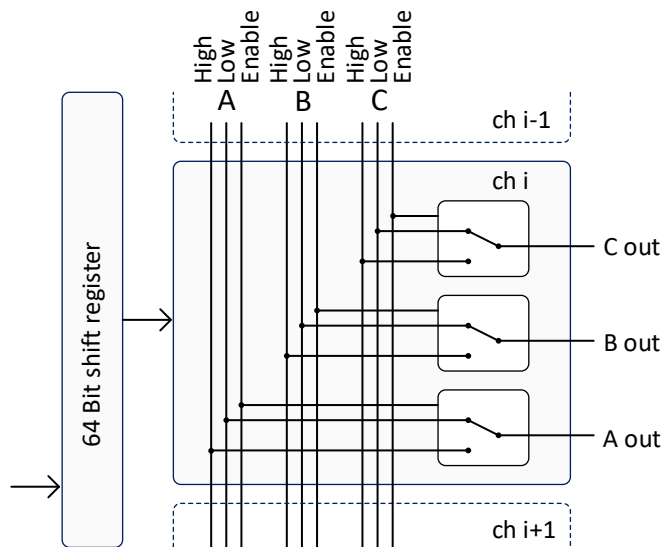 High
Low
Enable
High
Low
Enable
High
Low
Enable
A
B
C
ch i-1
ch i
C out
B out
64 Bit shift register
A out
ch i+1